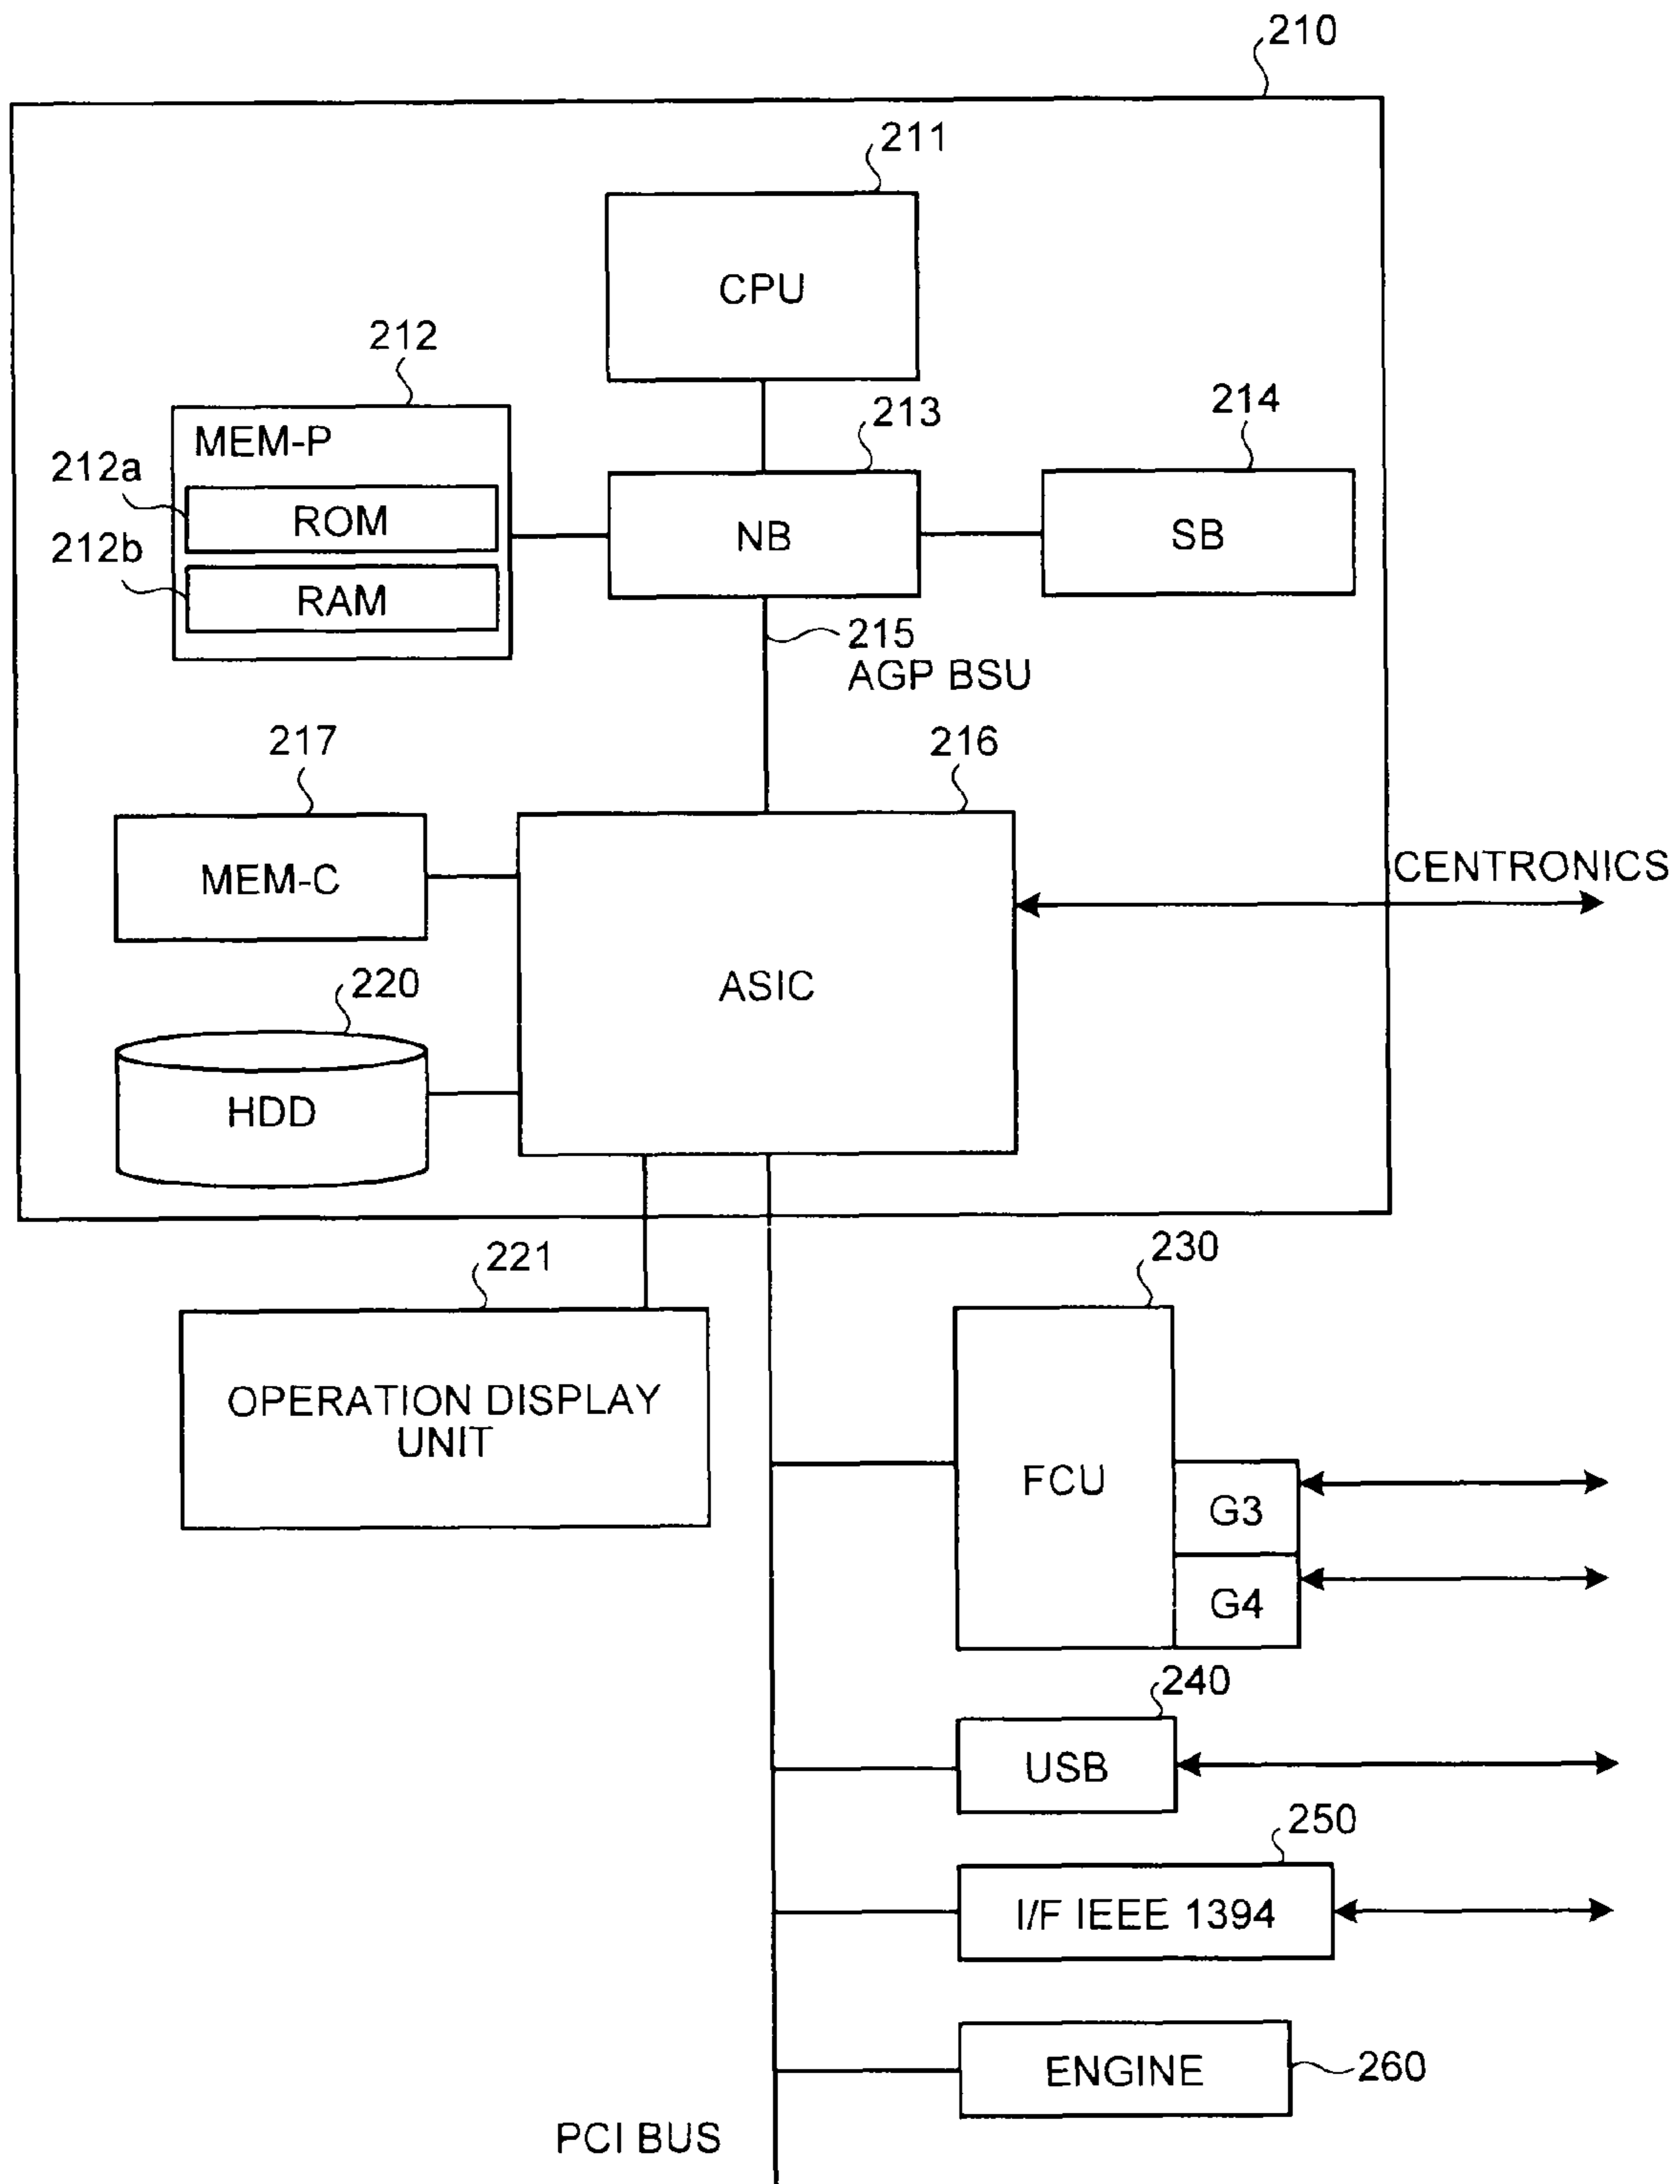 210
211
CPU
212
213
214
MEM-P
212a
ROM
NB
SB
212b
RAM
215
AGP BSU
217
216
MEM-C
CENTRONICS
ASIC
220
HDD
221
230
OPERATION DISPLAY
UNIT
FCU
G3
G4
240
USB
250
I/F IEEE 1394
ENGINE
260
PCI BUS